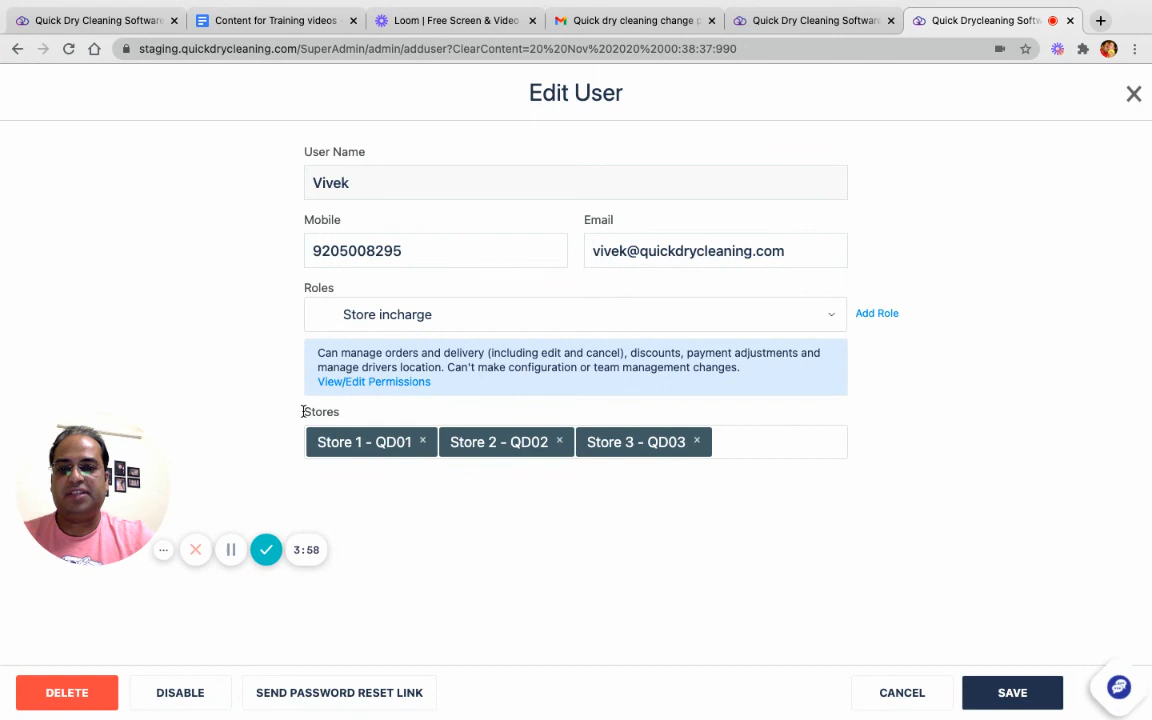 Quick Dry Cleaning Software
Content for Training videos -
Loom | Free Screen & Video
Quick dry cleaning change p
Quick Dry Cleaning Software
Quick Drycleaning Softw
staging.quickdrycleaning.com/SuperAdmin/admin/adduser?ClearContent=20%20Nov%202020%2000:38:37:990
Edit User
User Name
Vivek
Mobile
Email
9205008295
vivek@quickdrycleaning.com
Roles
Store incharge
Add Role
Can manage orders and delivery (including edit and cancel), discounts, payment adjustments and
manage drivers location. Can't make configuration or team management changes.
View/Edit Permissions
Stores
Store 1 - QD01 ×
Store 2 - QD02 ×
Store 3 - QD03 ×
3:58
DELETE
DISABLE
SEND PASSWORD RESET LINK
CANCEL
SAVE